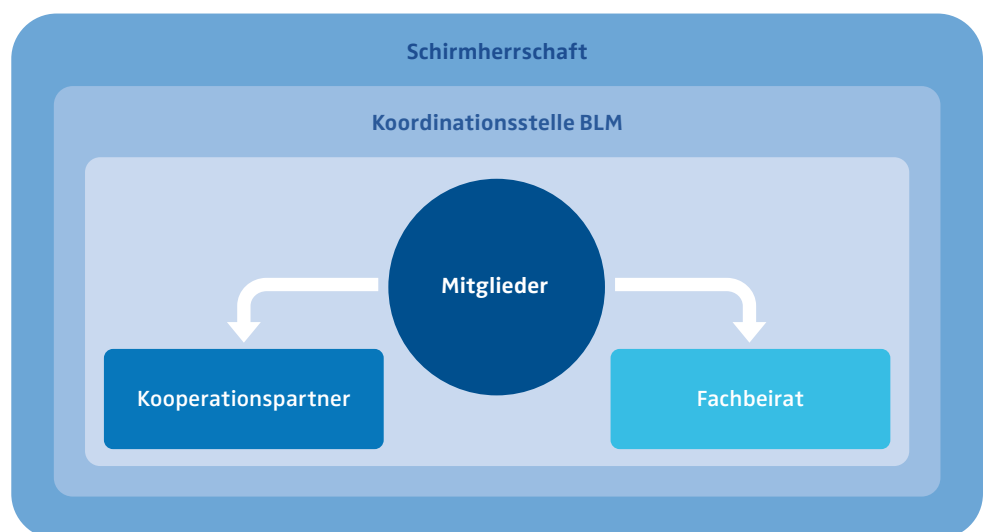 Schirmherrschaft
Koordinationsstelle BLM
Mitglieder
Kooperationspartner
Fachbeirat